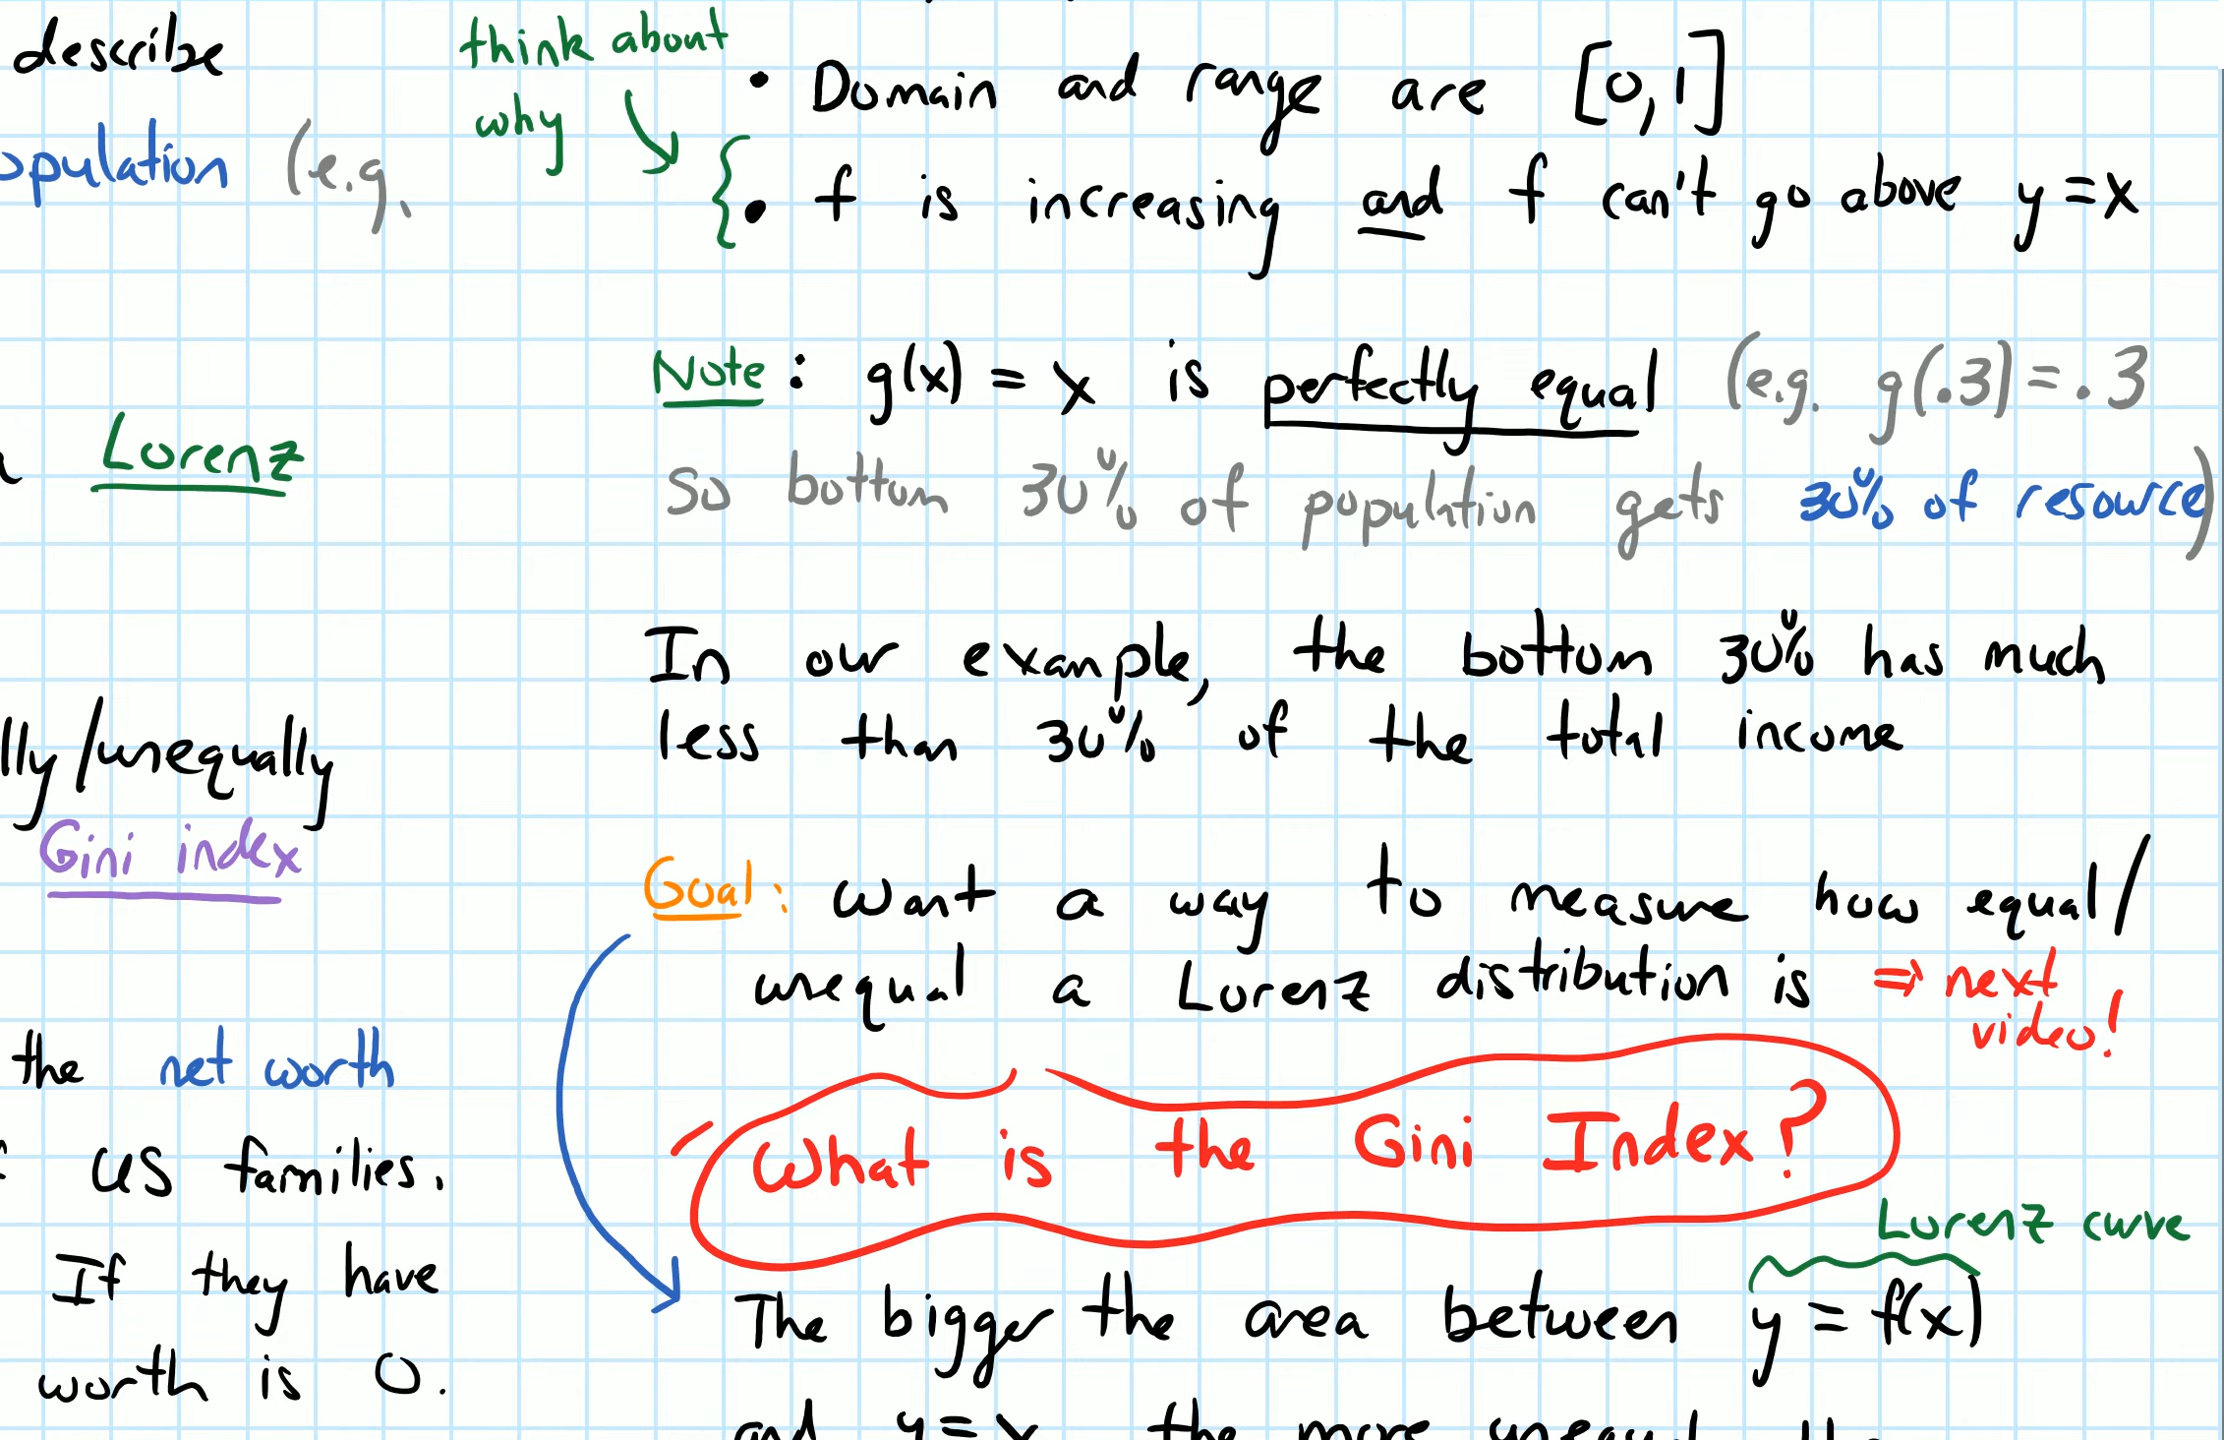 describe
opulation (e.g.
Lorenz
lly/unequally
Gini index
the net worth
US families.
If they have
worth is 0.
think about
why
• Domain and range are [0,1]
• f is increasing and f can't go above y=x
Note: g(x) = x is perfectly equal (e.g. g(.3)=.3
so bottom 30% of population gets 30% of resource)
In our example, the bottom 30% has much
less than 30% of the total income
Goal: want a way to measure how equal/
unequal a Lorenz distribution is ⇒ next
video!
What is the Gini Index?
Lorenz curve
The bigger the area between y = f(x)
and y=x the more unequal